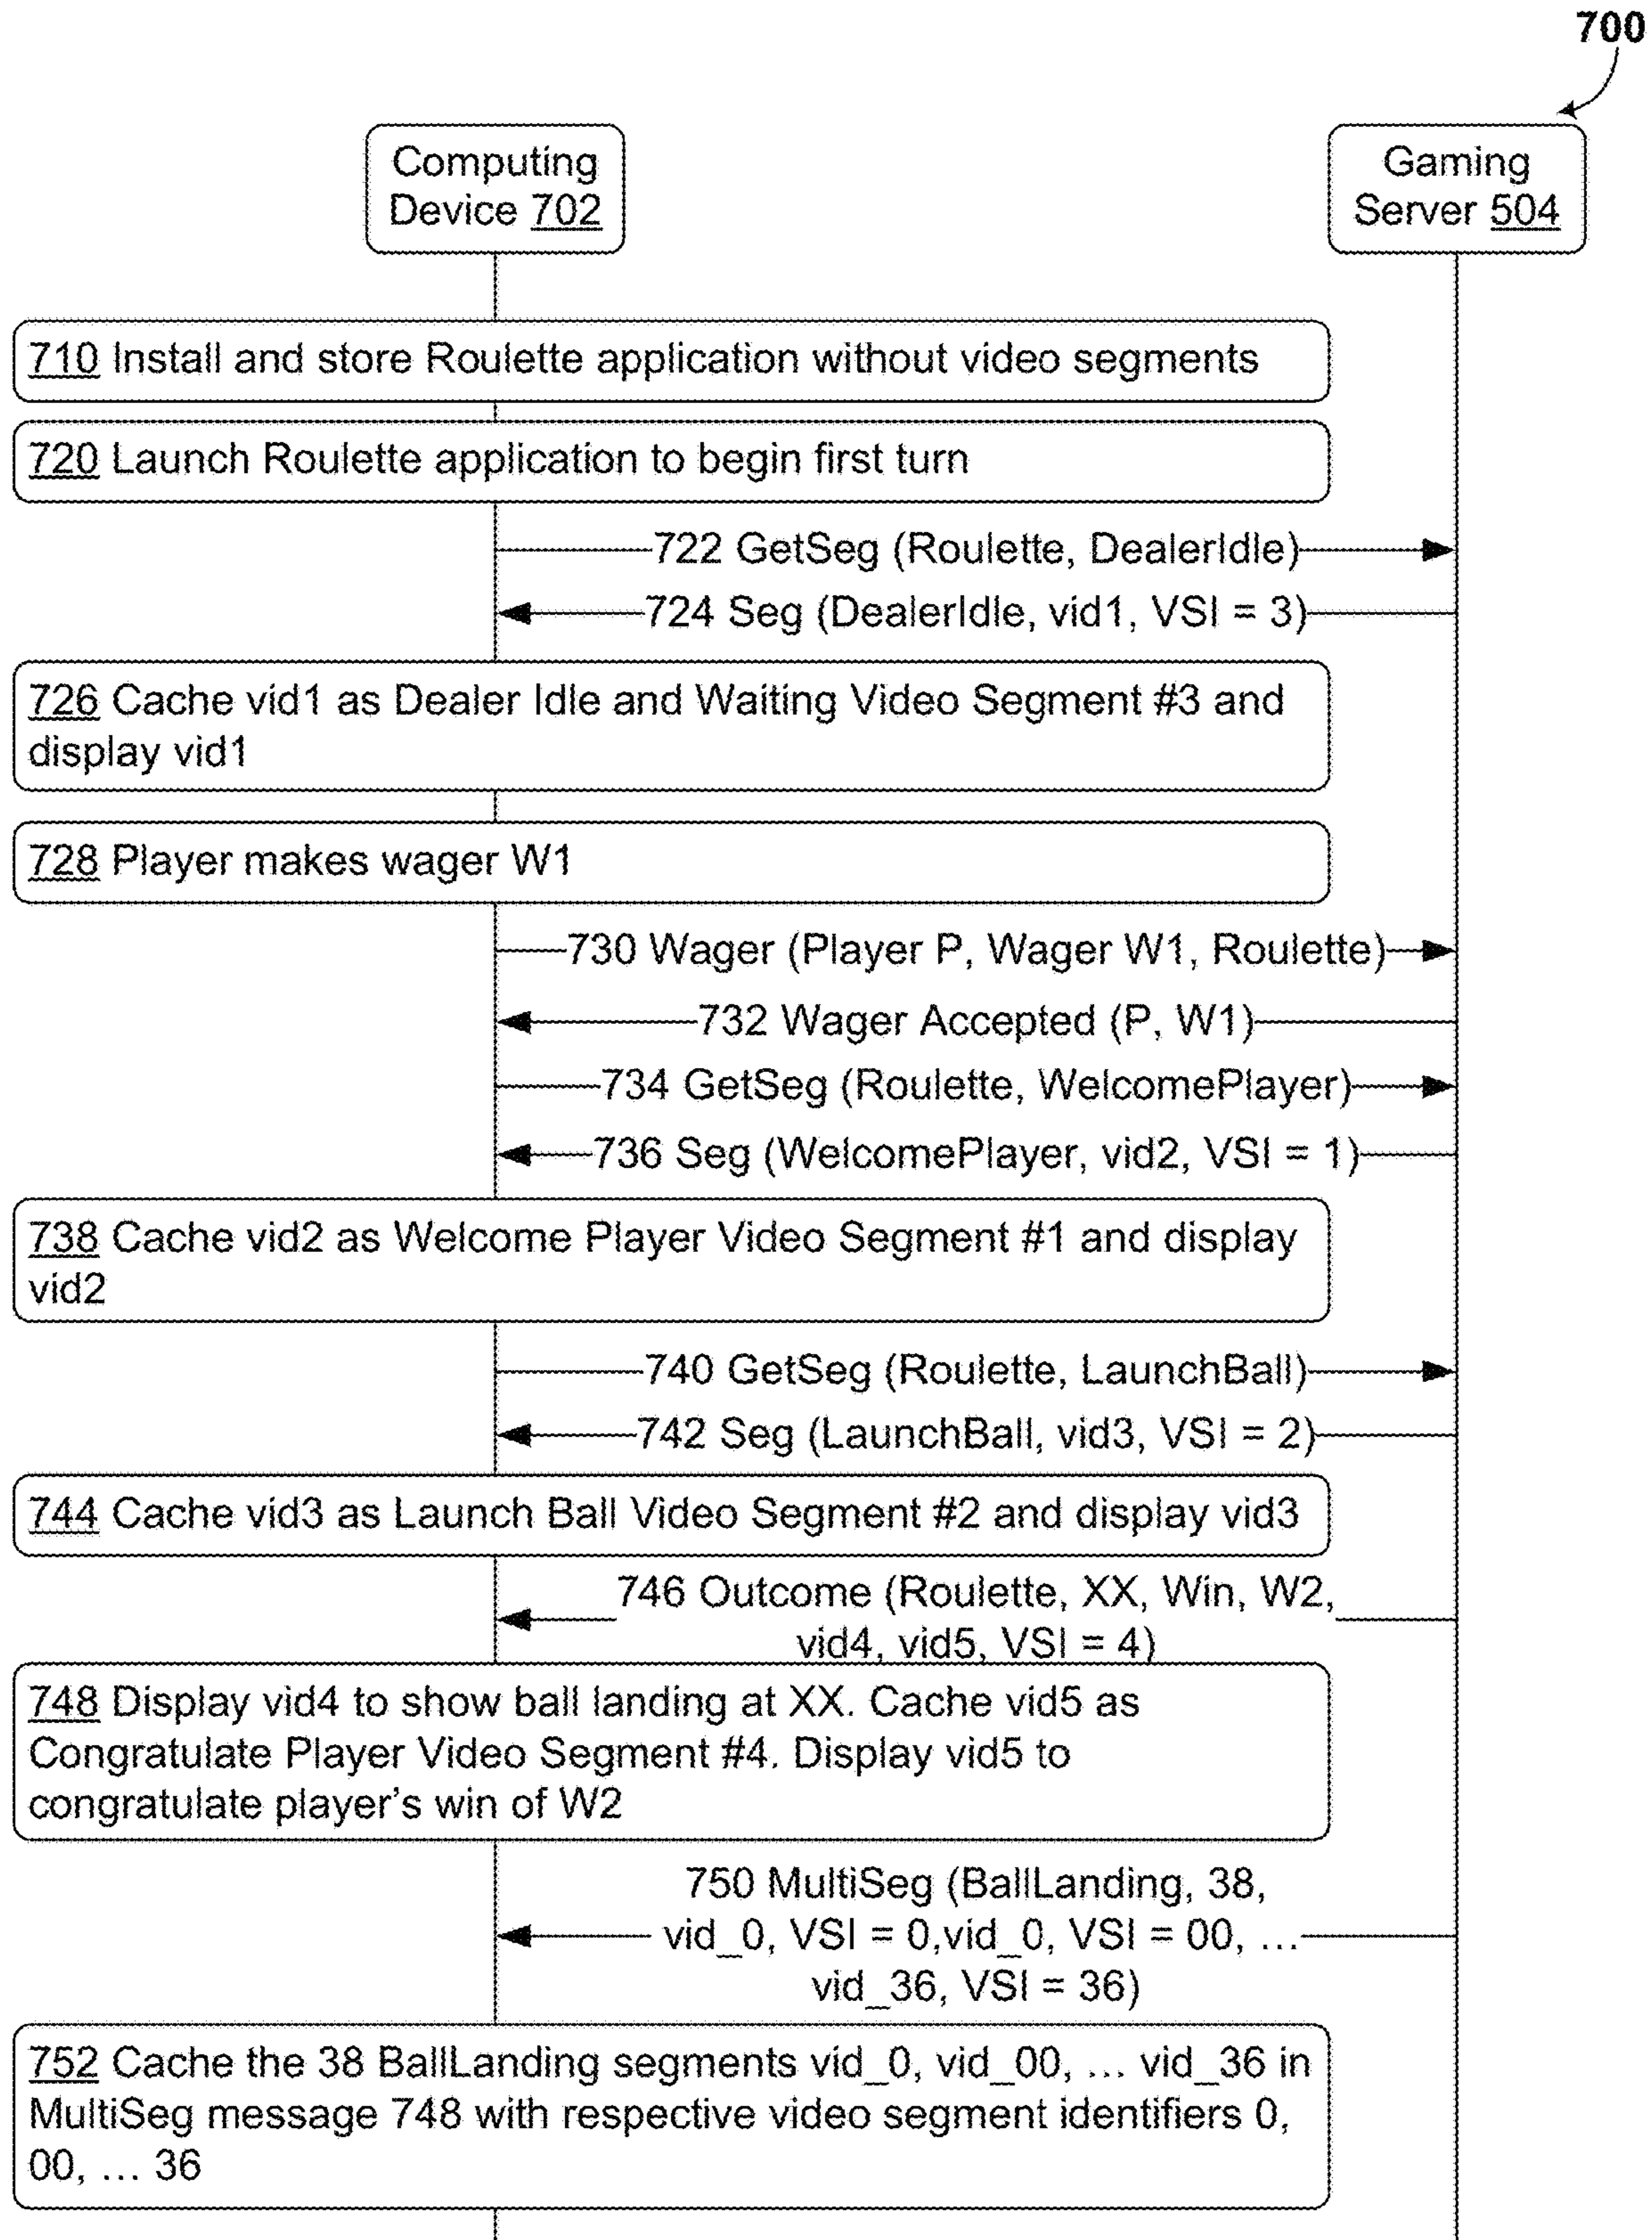 700
Computing
Device 702
Gaming
Server 504
710 Install and store Roulette application without video segments
720 Launch Roulette application to begin first turn
722 GetSeg (Roulette, DealerIdle)
724 Seg (DealerIdle, vid1, VSI = 3)
726 Cache vid1 as Dealer Idle and Waiting Video Segment #3 and
display vid1
728 Player makes wager W1
730 Wager (Player P, Wager W1, Roulette)
732 Wager Accepted (P, W1)
734 GetSeg (Roulette, WelcomePlayer)
736 Seg (WelcomePlayer, vid2, VSI = 1)
738 Cache vid2 as Welcome Player Video Segment #1 and display
vid2
740 GetSeg (Roulette, LaunchBall)
742 Seg (LaunchBall, vid3, VSI = 2)
744 Cache vid3 as Launch Ball Video Segment #2 and display vid3
746 Outcome (Roulette, XX, Win, W2,
vid4, vid5, VSI = 4)
748 Display vid4 to show ball landing at XX. Cache vid5 as
Congratulate Player Video Segment #4. Display vid5 to
congratulate player's win of W2
750 MultiSeg (BallLanding, 38,
vid_0, VSI = 0,vid_0, VSI = 00, ...
vid_36, VSI = 36)
752 Cache the 38 BallLanding segments vid_0, vid_00, ... vid_36 in
MultiSeg message 748 with respective video segment identifiers 0,
00, ... 36